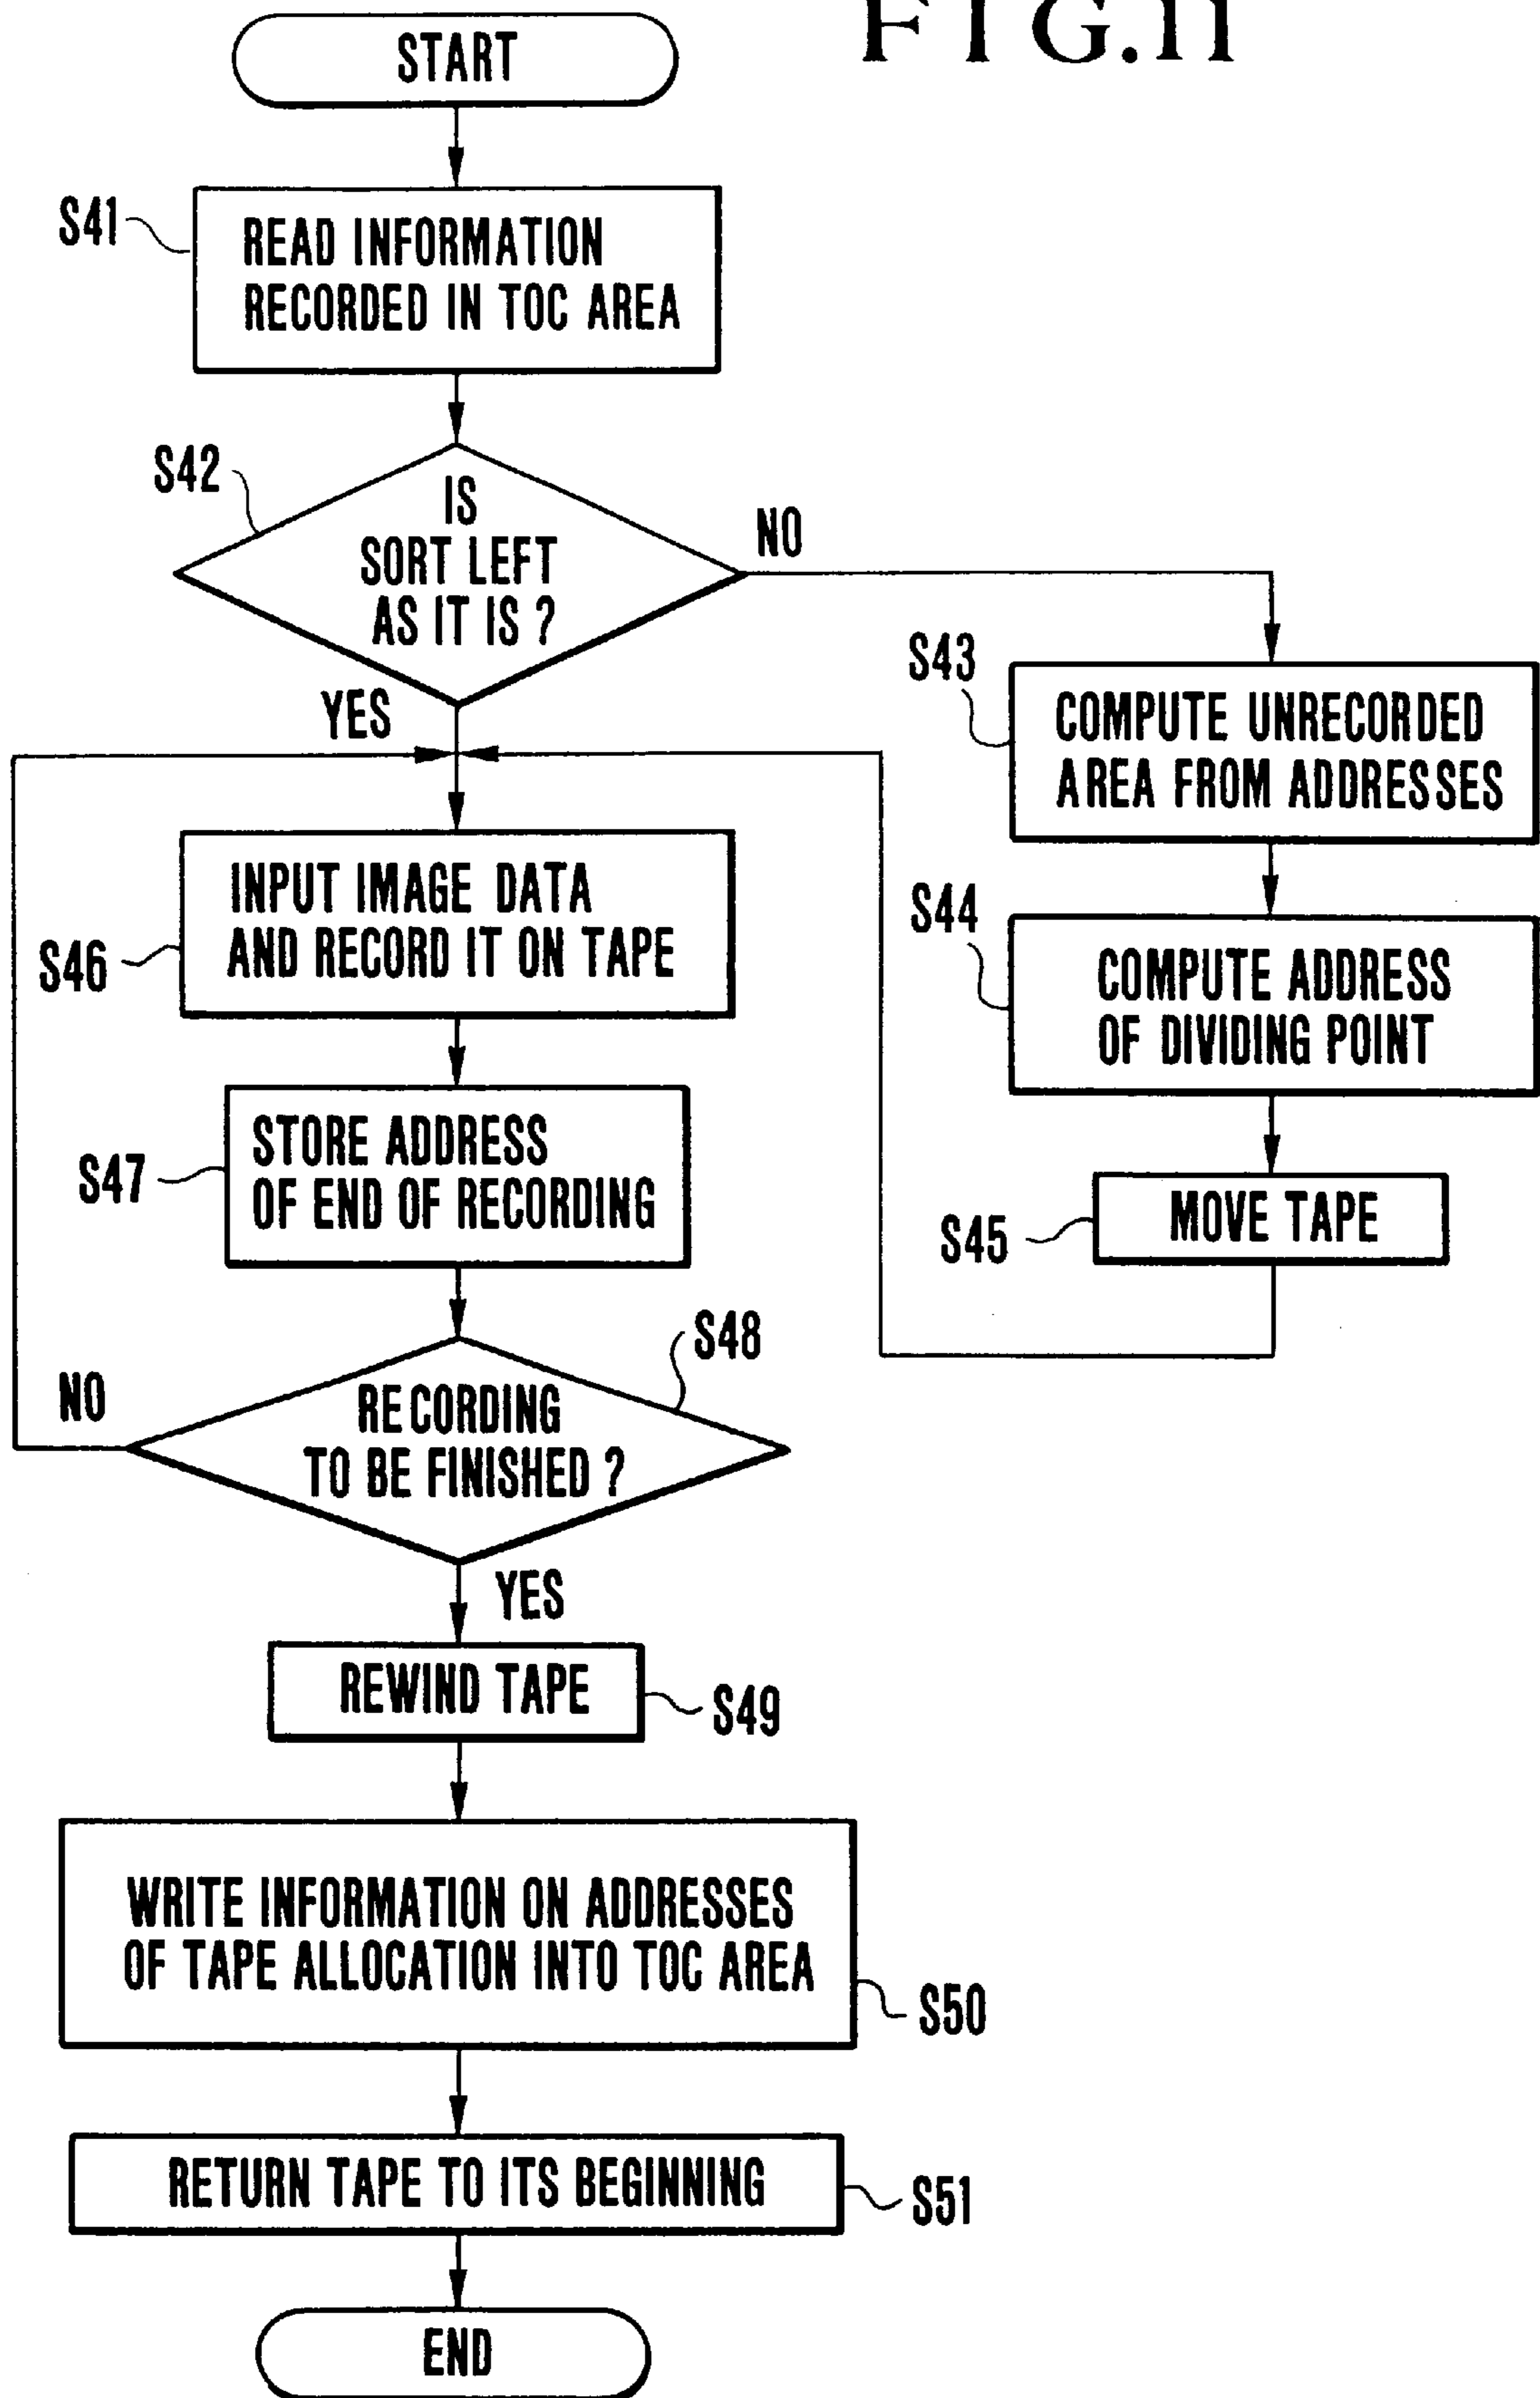 FIG.11
START
S41
READ INFORMATION
RECORDED IN TOC AREA
S42
IS
SORT LEFT
AS IT IS ?
NO
YES
S43
COMPUTE UNRECORDED
AREA FROM ADDRESSES
S44
COMPUTE ADDRESS
OF DIVIDING POINT
S45
MOVE TAPE
S46
INPUT IMAGE DATA
AND RECORD IT ON TAPE
S47
STORE ADDRESS
OF END OF RECORDING
S48
RECORDING
TO BE FINISHED ?
NO
YES
REWIND TAPE
S49
WRITE INFORMATION ON ADDRESSES
OF TAPE ALLOCATION INTO TOC AREA
S50
RETURN TAPE TO ITS BEGINNING
S51
END